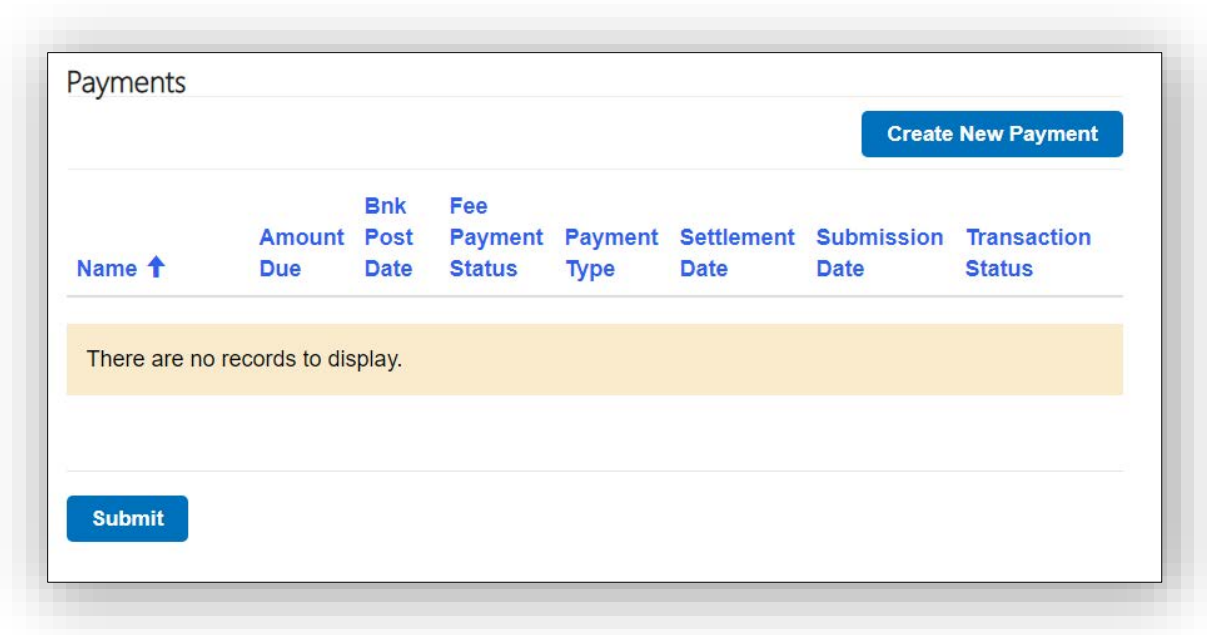 Payments
Create New Payment
Bnk Fee
Amount Post Payment Payment Settlement Submission Transaction
Name Due Date Status Type Date Date Status
There are no records to display.
Submit